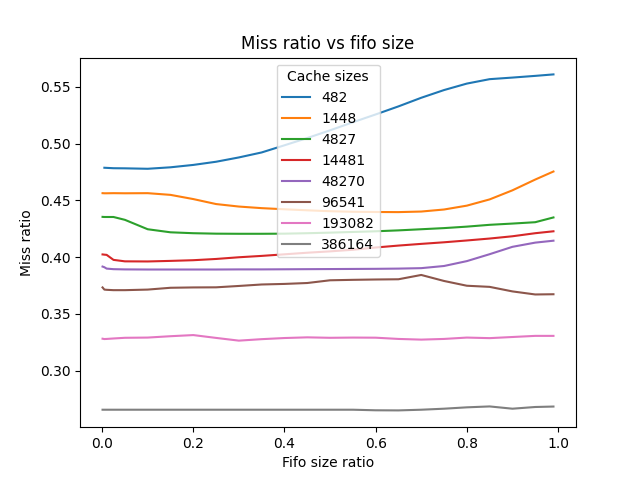 Miss ratio vs fifo size
Cache sizes
482
1448
4827
14481
48270
96541
193082
386164
0.55
0.50
0.45
0.40
0.35
0.30
Miss ratio
0.0 0.2 0.4 0.6 0.8 1.0
Fifo size ratio